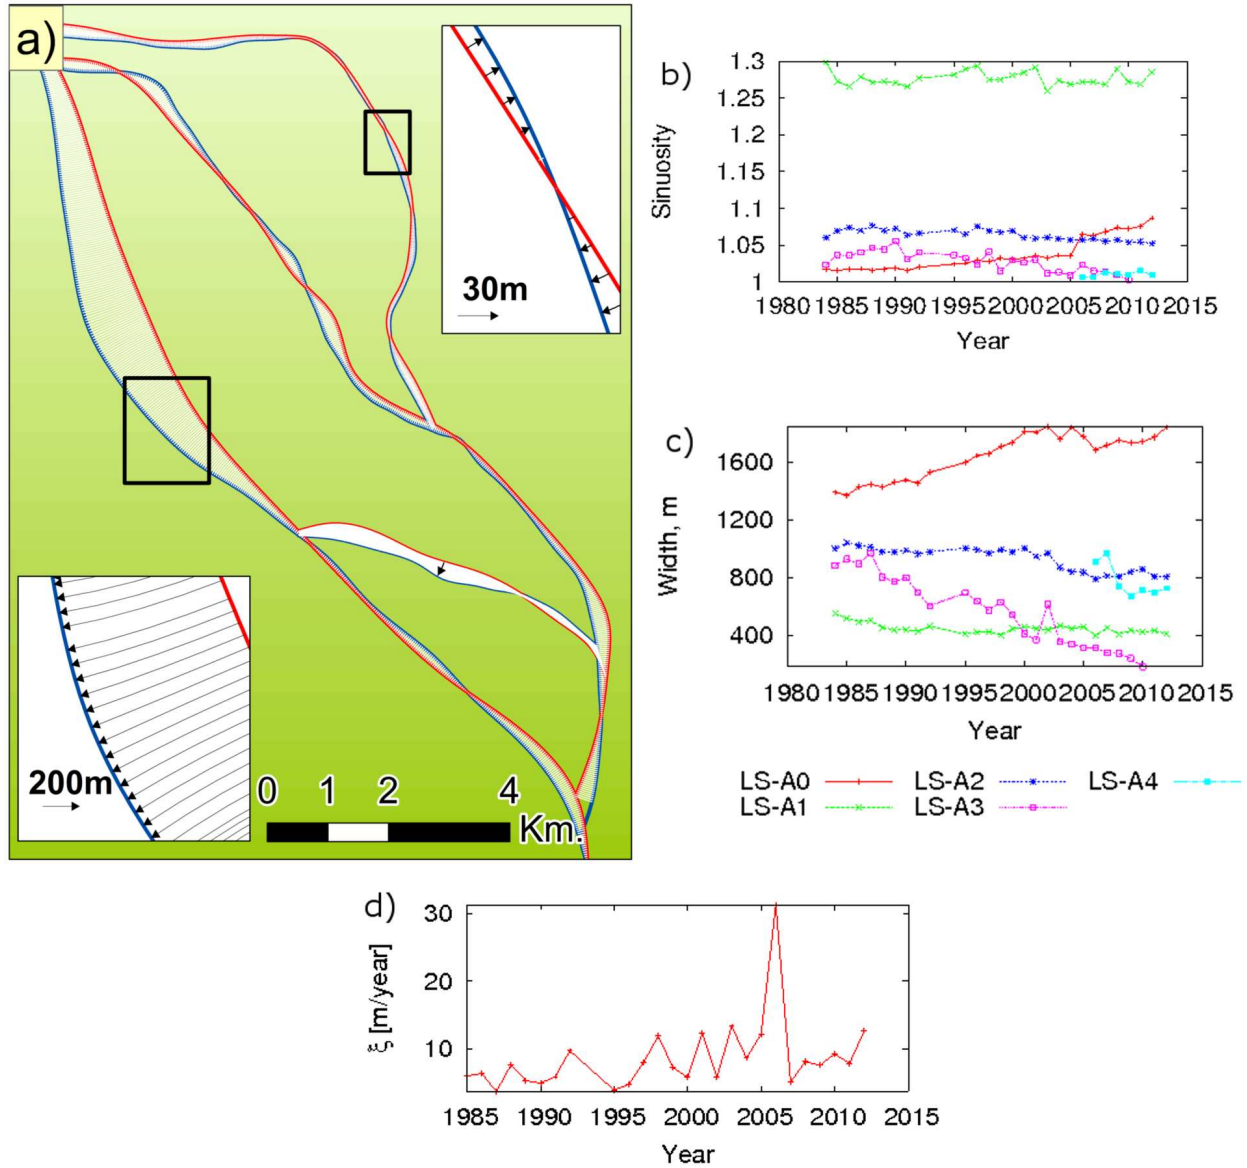 a)
30m
200m
0 1 2 4
Km.
b)
1.3
1.25
1.2
1.15
1.1
1.05
1
Sinuosity
1980 1985 1990 1995 2000 2005 2010 2015
Year
c)
1600
1200
800
400
Width, m
1980 1985 1990 1995 2000 2005 2010 2015
Year
LS-A0 LS-A2 LS-A4
LS-A1 LS-A3
d)
30
20
10
ξ [m/year]
1985 1990 1995 2000 2005 2010 2015
Year